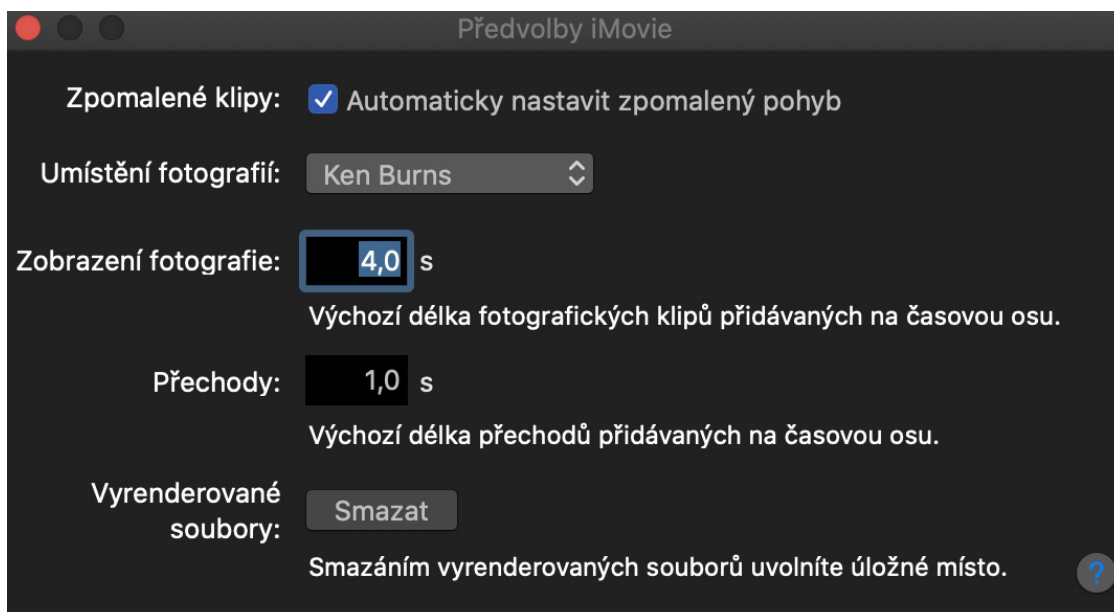 Předvolby iMovie
Zpomalené klipy: Automaticky nastavit zpomalený pohyb
Umístění fotografií: Ken Burns
Zobrazení fotografie: 4,0 s
Výchozí délka fotografických klipů přidávaných na časovou osu.
Přechody: 1,0 s
Výchozí délka přechodů přidávaných na časovou osu.
Vyrenderované
soubory: Smazat
Smazáním vyrenderovaných souborů uvolníte úložné místo.
?